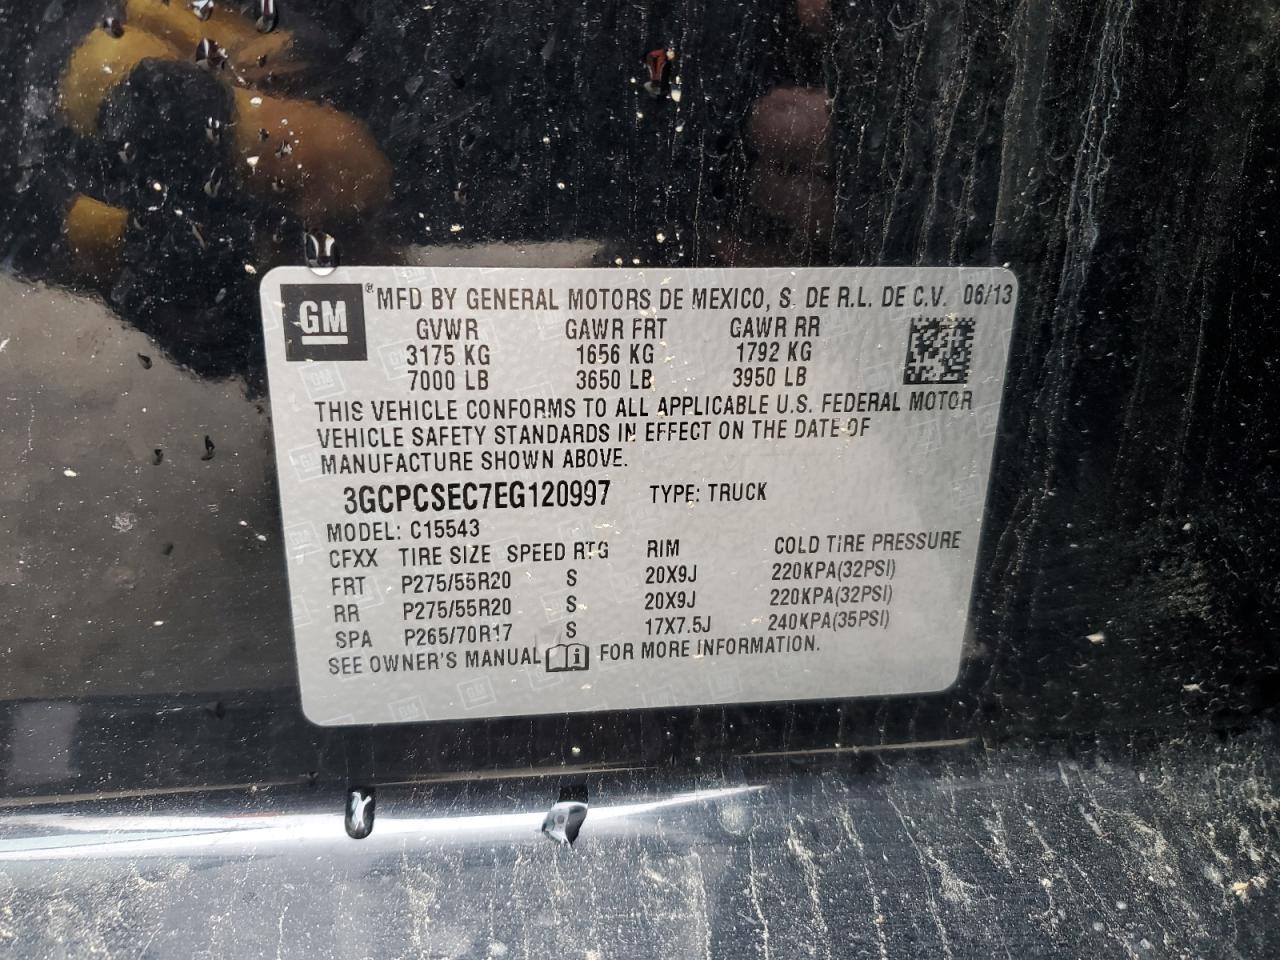 GM ® MFD BY GENERAL MOTORS DE MEXICO, S. DE R.L. DE C.V. 06/13
GVWR GAWR FRT GAWR RR
3175 KG 1656 KG 1792 KG
7000 LB 3650 LB 3950 LB
THIS VEHICLE CONFORMS TO ALL APPLICABLE U.S. FEDERAL MOTOR
VEHICLE SAFETY STANDARDS IN EFFECT ON THE DATE OF
MANUFACTURE SHOWN ABOVE.
3GCPCSEC7EG120997 TYPE: TRUCK
MODEL: C15543
CFXX TIRE SIZE SPEED RTG RIM COLD TIRE PRESSURE
FRT P275/55R20 S 20X9J 220KPA(32PSI)
RR P275/55R20 S 20X9J 220KPA(32PSI)
SPA P265/70R17 S 17X7.5J 240KPA(35PSI)
SEE OWNER'S MANUAL FOR MORE INFORMATION.